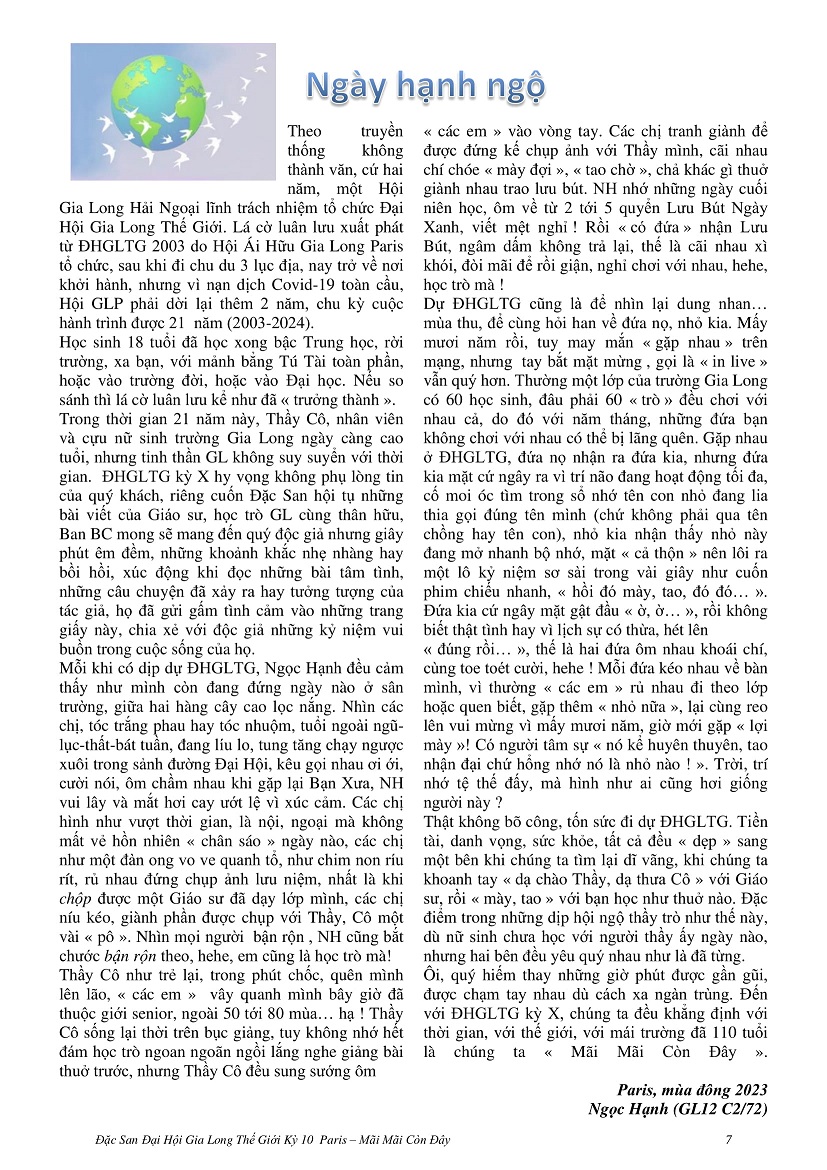 Ngày hạnh ngộ
Theo truyền
thống không
thành văn, cứ hai
năm, một Hội
Gia Long Hải Ngoại lĩnh trách nhiệm tổ chức Đại
Hội Gia Long Thế Giới. Lá cờ luân lưu xuất phát
từ ĐHGLTG 2003 do Hội Ái Hữu Gia Long Paris
tổ chức, sau khi đi chu du 3 lục địa, nay trở về nơi
khởi hành, nhưng vì nạn dịch Covid-19 toàn cầu,
Hội GLP phải dời lại thêm 2 năm, chu kỳ cuộc
hành trình được 21 năm (2003-2024).
Học sinh 18 tuổi đã học xong bậc Trung học, rời
trường, xa bạn, với mảnh bằng Tú Tài toàn phần,
hoặc vào trường đời, hoặc vào Đại học. Nếu so
sánh thì lá cờ luân lưu kể như đã « trưởng thành ».
Trong thời gian 21 năm này, Thầy Cô, nhân viên
và cựu nữ sinh trường Gia Long ngày càng cao
tuổi, nhưng tinh thần GL không suy suyển với thời
gian. ĐHGLTG kỳ X hy vọng không phụ lòng tin
của quý khách, riêng cuốn Đặc San hội tụ những
bài viết của Giáo sư, học trò GL cùng thân hữu,
Ban BC mong sẽ mang đến quý độc giả nhưng giây
phút êm đềm, những khoảnh khắc nhẹ nhàng hay
bồi hồi, xúc động khi đọc những bài tâm tình,
những câu chuyện đã xảy ra hay tưởng tượng của
tác giả, họ đã gửi gấm tình cảm vào những trang
giấy này, chia xẻ với độc giả những kỷ niệm vui
buồn trong cuộc sống của họ.
Mỗi khi có dịp dự ĐHGLTG, Ngọc Hạnh đều cảm
thấy như mình còn đang đứng ngày nào ở sân
trường, giữa hai hàng cây cao lọc nắng. Nhìn các
chị, tóc trắng phau hay tóc nhuộm, tuổi ngoài ngũ-
lục-thất-bát tuần, đang líu lo, tung tăng chạy ngược
xuôi trong sảnh đường Đại Hội, kêu gọi nhau ơi ới,
cười nói, ôm chầm nhau khi gặp lại Bạn Xưa, NH
vui lây và mắt hơi cay ướt lệ vì xúc cảm. Các chị
hình như vượt thời gian, là nội, ngoại mà không
mất vẻ hồn nhiên « chân sáo » ngày nào, các chị
như một đàn ong vo ve quanh tổ, như chim non ríu
rít, rủ nhau đứng chụp ảnh lưu niệm, nhất là khi
chộp được một Giáo sư đã dạy lớp mình, các chị
níu kéo, giành phần được chụp với Thầy, Cô một
vài « pô ». Nhìn mọi người bận rộn , NH cũng bắt
chước bận rộn theo, hehe, em cũng là học trò mà!
Thầy Cô như trẻ lại, trong phút chốc, quên mình
lên lão, « các em » vây quanh mình bây giờ đã
thuộc giới senior, ngoài 50 tới 80 mùa… hạ ! Thầy
Cô sống lại thời trên bục giảng, tuy không nhớ hết
đám học trò ngoan ngoãn ngồi lắng nghe giảng bài
thuở trước, nhưng Thầy Cô đều sung sướng ôm
« các em » vào vòng tay. Các chị tranh giành để
được đứng kế chụp ảnh với Thầy mình, cãi nhau
chí chóe « mày đợi », « tao chờ », chả khác gì thuở
giành nhau trao lưu bút. NH nhớ những ngày cuối
niên học, ôm về từ 2 tới 5 quyển Lưu Bút Ngày
Xanh, viết mệt nghỉ ! Rồi « có đứa » nhận Lưu
Bút, ngâm dấm không trả lại, thế là cãi nhau xì
khói, đòi mãi để rồi giận, nghỉ chơi với nhau, hehe,
học trò mà !
Dự ĐHGLTG cũng là để nhìn lại dung nhan…
mùa thu, để cùng hỏi han về đứa nọ, nhỏ kia. Mấy
mươi năm rồi, tuy may mắn « gặp nhau » trên
mạng, nhưng tay bắt mặt mừng , gọi là « in live »
vẫn quý hơn. Thường một lớp của trường Gia Long
có 60 học sinh, đâu phải 60 « trò » đều chơi với
nhau cả, do đó với năm tháng, những đứa bạn
không chơi với nhau có thể bị lãng quên. Gặp nhau
ở ĐHGLTG, đứa nọ nhận ra đứa kia, nhưng đứa
kia mặt cứ ngây ra vì trí não đang hoạt động tối đa,
cố moi óc tìm trong sổ nhớ tên con nhỏ đang lia
thia gọi đúng tên mình (chứ không phải qua tên
chồng hay tên con), nhỏ kia nhận thấy nhỏ này
đang mở nhanh bộ nhớ, mặt « cả thộn » nên lôi ra
một lô kỷ niệm sơ sài trong vài giây như cuốn
phim chiếu nhanh, « hồi đó mày, tao, đó đó… ».
Đứa kia cứ ngây mặt gật đầu « ờ, ờ… », rồi không
biết thật tình hay vì lịch sự có thừa, hét lên
« đúng rồi… », thế là hai đứa ôm nhau khoái chí,
cùng toe toét cười, hehe ! Mỗi đứa kéo nhau về bàn
mình, vì thường « các em » rủ nhau đi theo lớp
hoặc quen biết, gặp thêm « nhỏ nữa », lại cùng reo
lên vui mừng vì mấy mươi năm, giờ mới gặp « lợi
mày »! Có người tâm sự « nó kể huyên thuyên, tao
nhận đại chứ hổng nhớ nó là nhỏ nào ! ». Trời, trí
nhớ tệ thế đấy, mà hình như ai cũng hơi giống
người này ?
Thật không bõ công, tốn sức đi dự ĐHGLTG. Tiền
tài, danh vọng, sức khỏe, tất cả đều « dẹp » sang
một bên khi chúng ta tìm lại dĩ vãng, khi chúng ta
khoanh tay « dạ chào Thầy, dạ thưa Cô » với Giáo
sư, rồi « mày, tao » với bạn học như thuở nào. Đặc
điểm trong những dịp hội ngộ thầy trò như thế này,
dù nữ sinh chưa học với người thầy ấy ngày nào,
nhưng hai bên đều yêu quý nhau như là đã từng.
Ôi, quý hiếm thay những giờ phút được gần gũi,
được chạm tay nhau dù cách xa ngàn trùng. Đến
với ĐHGLTG kỳ X, chúng ta đều khẳng định với
thời gian, với thế giới, với mái trường đã 110 tuổi
là chúng ta « Mãi Mãi Còn Đây ».
Paris, mùa đông 2023
Ngọc Hạnh (GL12 C2/72)
Đặc San Đại Hội Gia Long Thế Giới Kỳ 10 Paris – Mãi Mãi Còn Đây 7